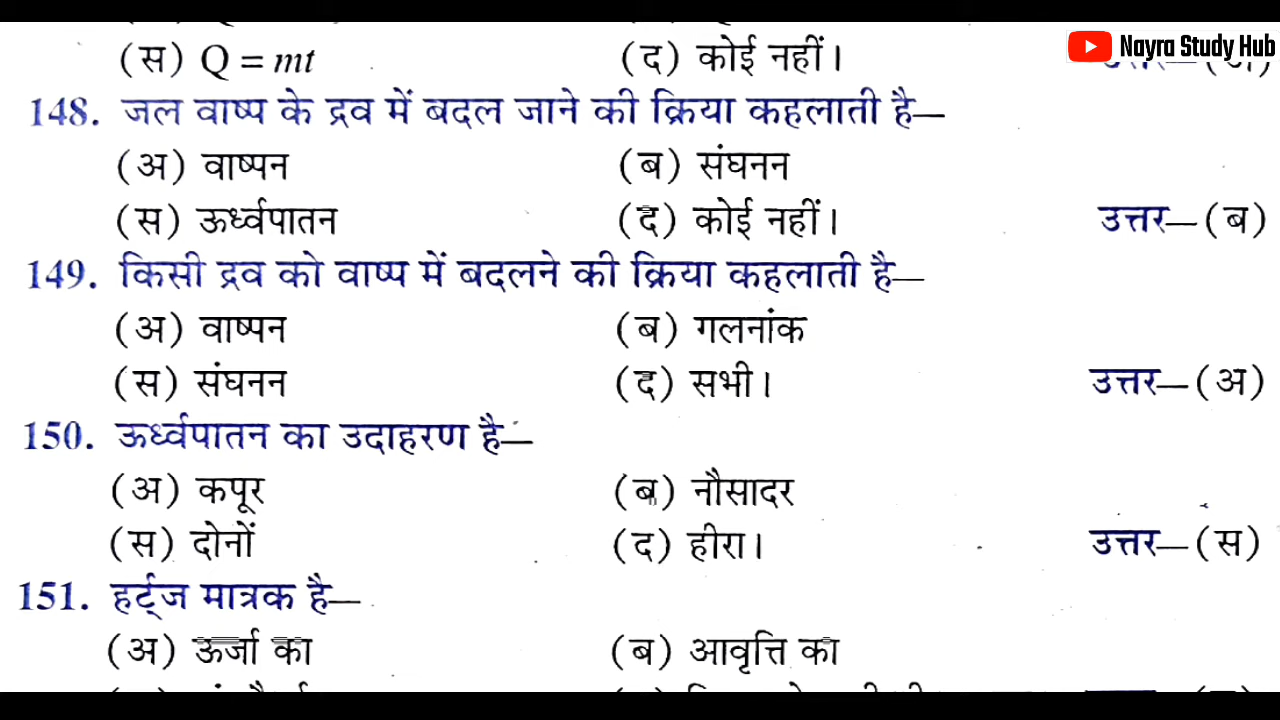 Nayra Study Hub
(स) Q = mt (द) कोई नहीं।
148. जल वाष्प के द्रव में बदल जाने की क्रिया कहलाती है—
(अ) वाष्पन (ब) संघनन
(स) ऊर्ध्वपातन (द) कोई नहीं। उत्तर—(ब)
149. किसी द्रव को वाष्प में बदलने की क्रिया कहलाती है—
(अ) वाष्पन (ब) गलनांक
(स) संघनन (द) सभी। उत्तर—(अ)
150. ऊर्ध्वपातन का उदाहरण है—
(अ) कपूर (ब) नौसादर
(स) दोनों (द) हीरा। उत्तर—(स)
151. हर्ट्ज मात्रक है—
(अ) ऊर्जा का (ब) आवृत्ति का